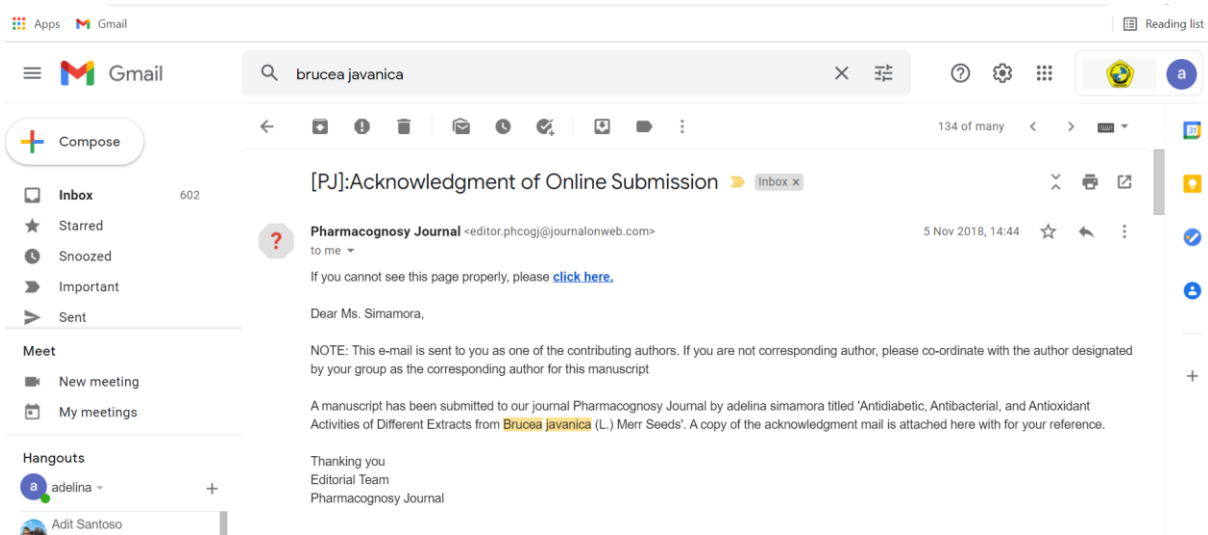 Apps Gmail Reading list
Gmail brucea javanica a
Compose 134 of many 31
[PJ]:Acknowledgment of Online Submission Inbox x
Inbox 602
Starred
Snoozed
Important
Sent
Pharmacognosy Journal <editor.phcogj@journalonweb.com> 5 Nov 2018, 14:44
to me
If you cannot see this page properly, please click here.
Dear Ms. Simamora,
NOTE: This e-mail is sent to you as one of the contributing authors. If you are not corresponding author, please co-ordinate with the author designated
by your group as the corresponding author for this manuscript
A manuscript has been submitted to our journal Pharmacognosy Journal by adelina simamora titled 'Antidiabetic, Antibacterial, and Antioxidant
Activities of Different Extracts from Brucea javanica (L.) Merr Seeds'. A copy of the acknowledgment mail is attached here with for your reference.
Thanking you
Editorial Team
Pharmacognosy Journal
Meet
New meeting
My meetings
Hangouts
a adelina
Adit Santoso